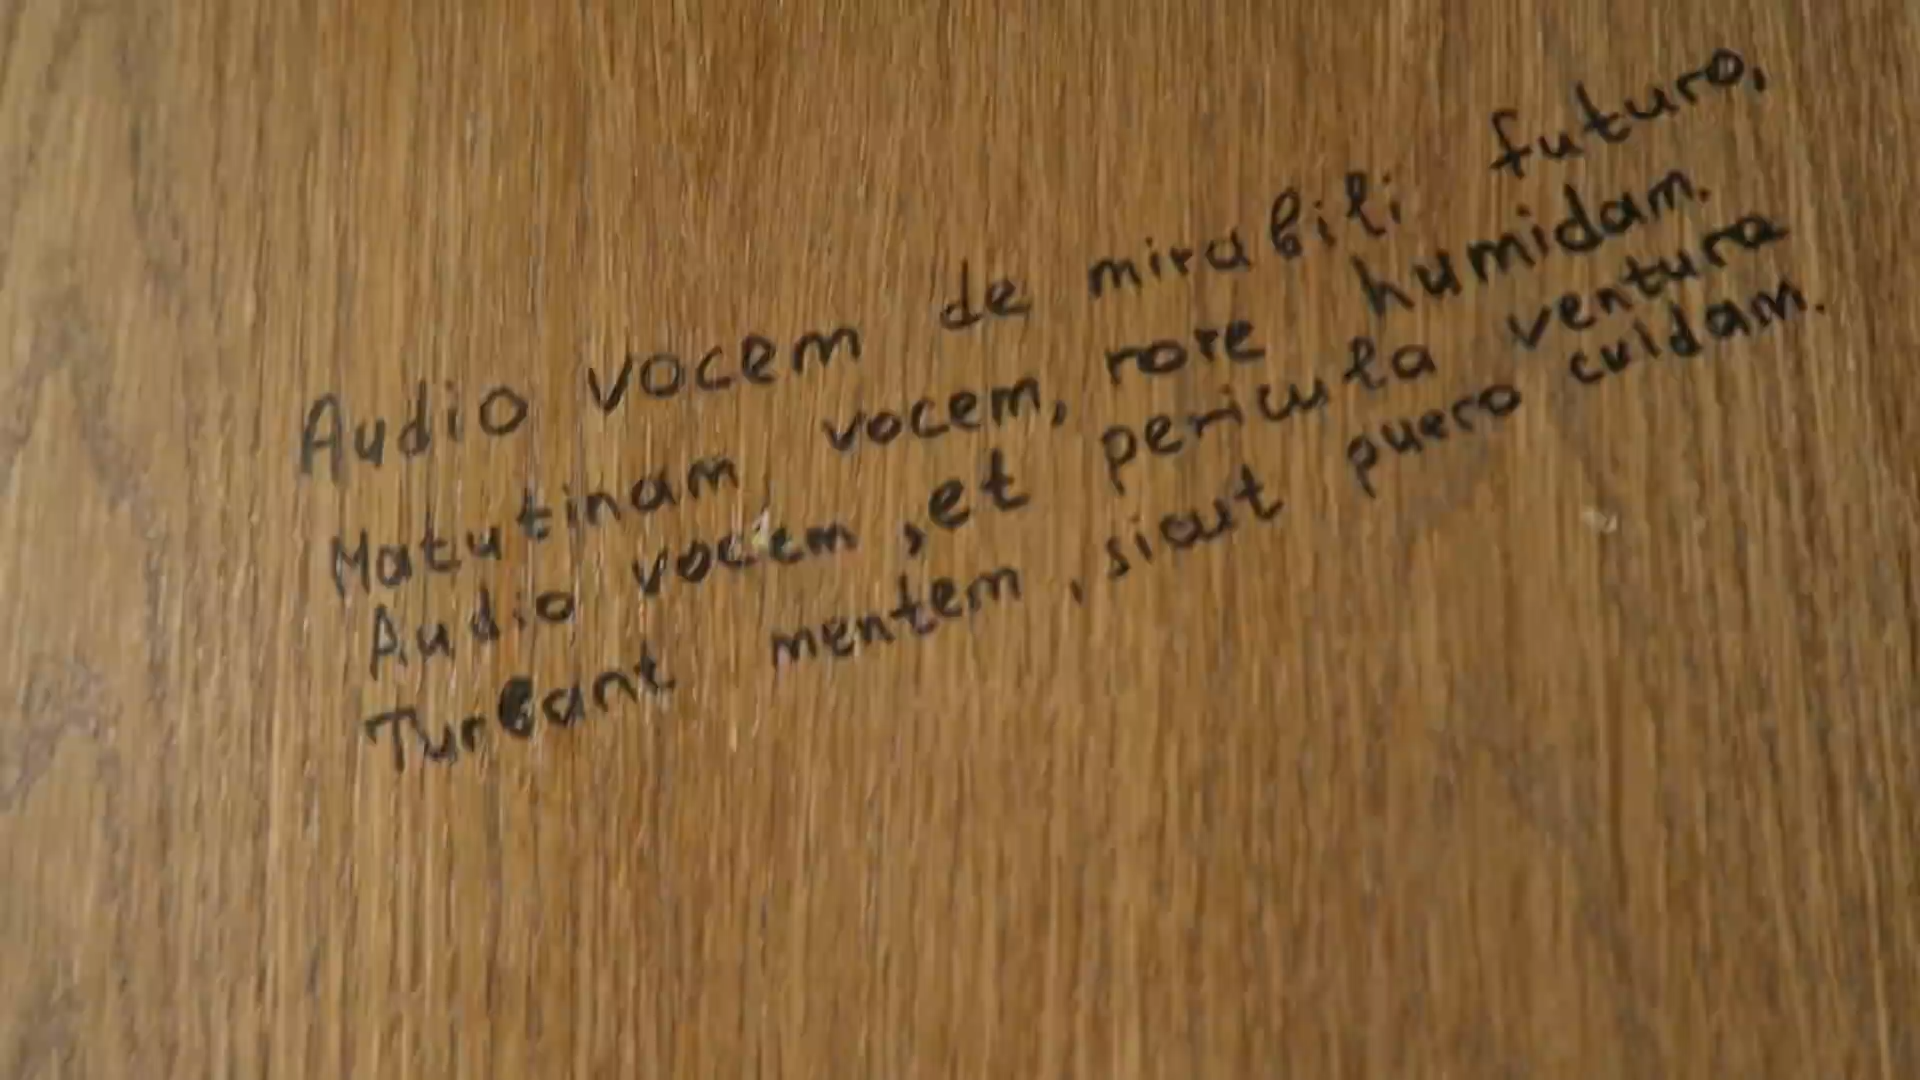 Audio vocem de mirabili futuro,
Matutinam vocem, rore humidam.
Audio vocem, et pericula ventura
Turbant mentem, sicut puero cuidam.